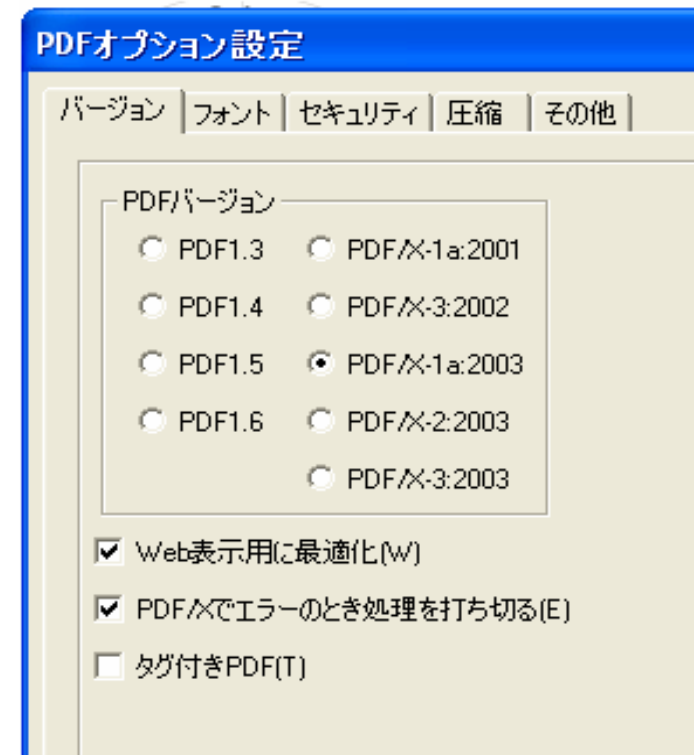 PDFオプション設定
バージョン フォント セキュリティ 圧縮 その他
PDFバージョン
PDF1.3 PDF/X-1a:2001
PDF1.4 PDF/X-3:2002
PDF1.5 PDF/X-1a:2003
PDF1.6 PDF/X-2:2003
PDF/X-3:2003
Web表示用に最適化(W)
PDF/Xでエラーのとき処理を打ち切る(E)
タグ付きPDF(T)